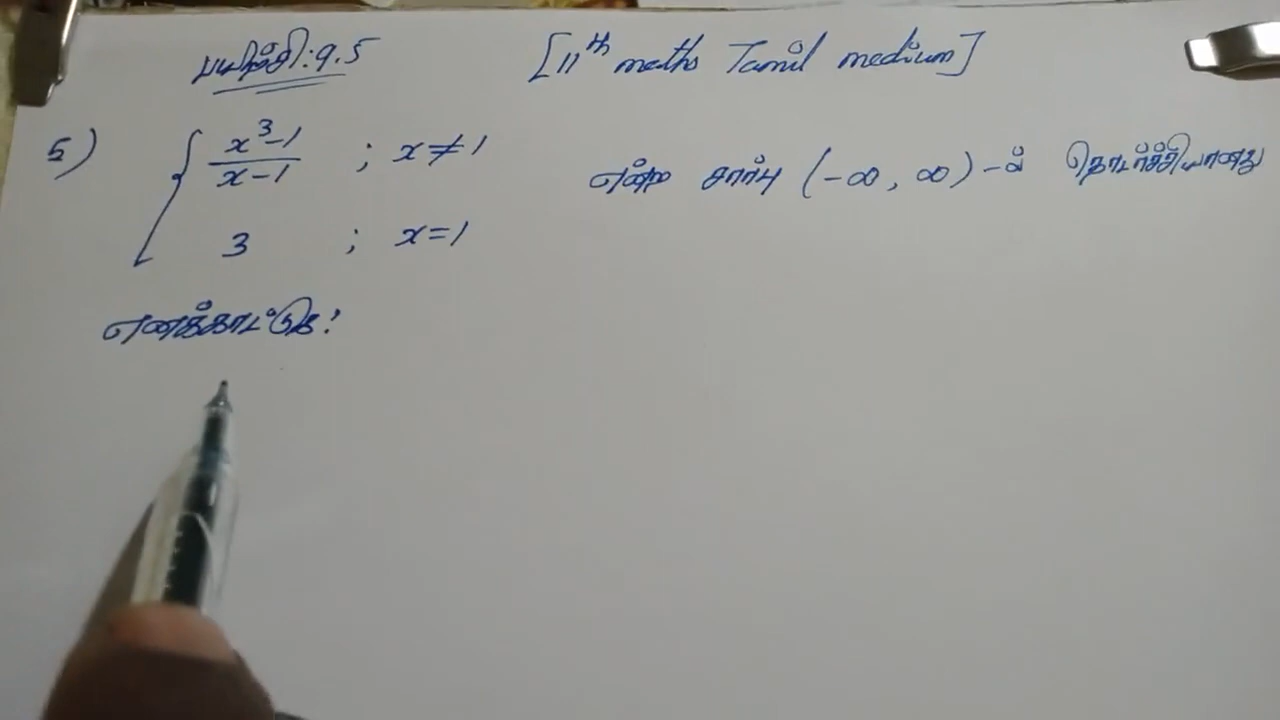 பயிற்சி:9.5 [11th maths Tamil medium]
5) { x³-1 / x-1 ; x≠1 என்ற சார்பு (-∞, ∞)-ல் தொடர்ச்சியானது
3 ; x=1
எனக்காட்டுக!